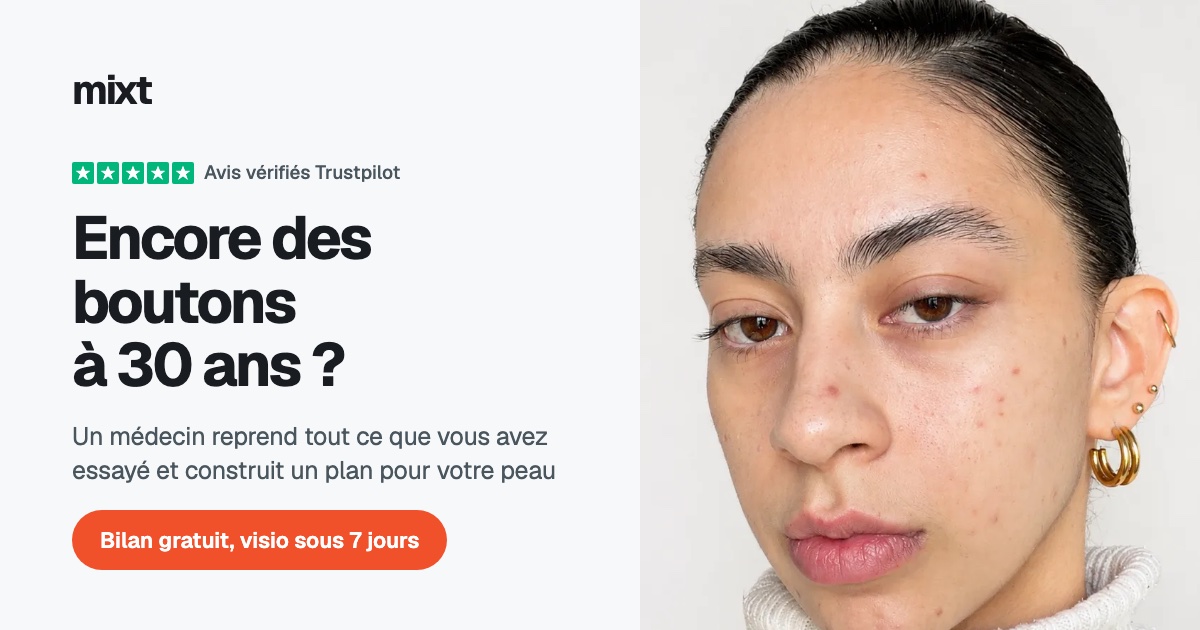 mixt
Avis vérifiés Trustpilot
Encore des
boutons
à 30 ans ?
Un médecin reprend tout ce que vous avez
essayé et construit un plan pour votre peau
Bilan gratuit, visio sous 7 jours